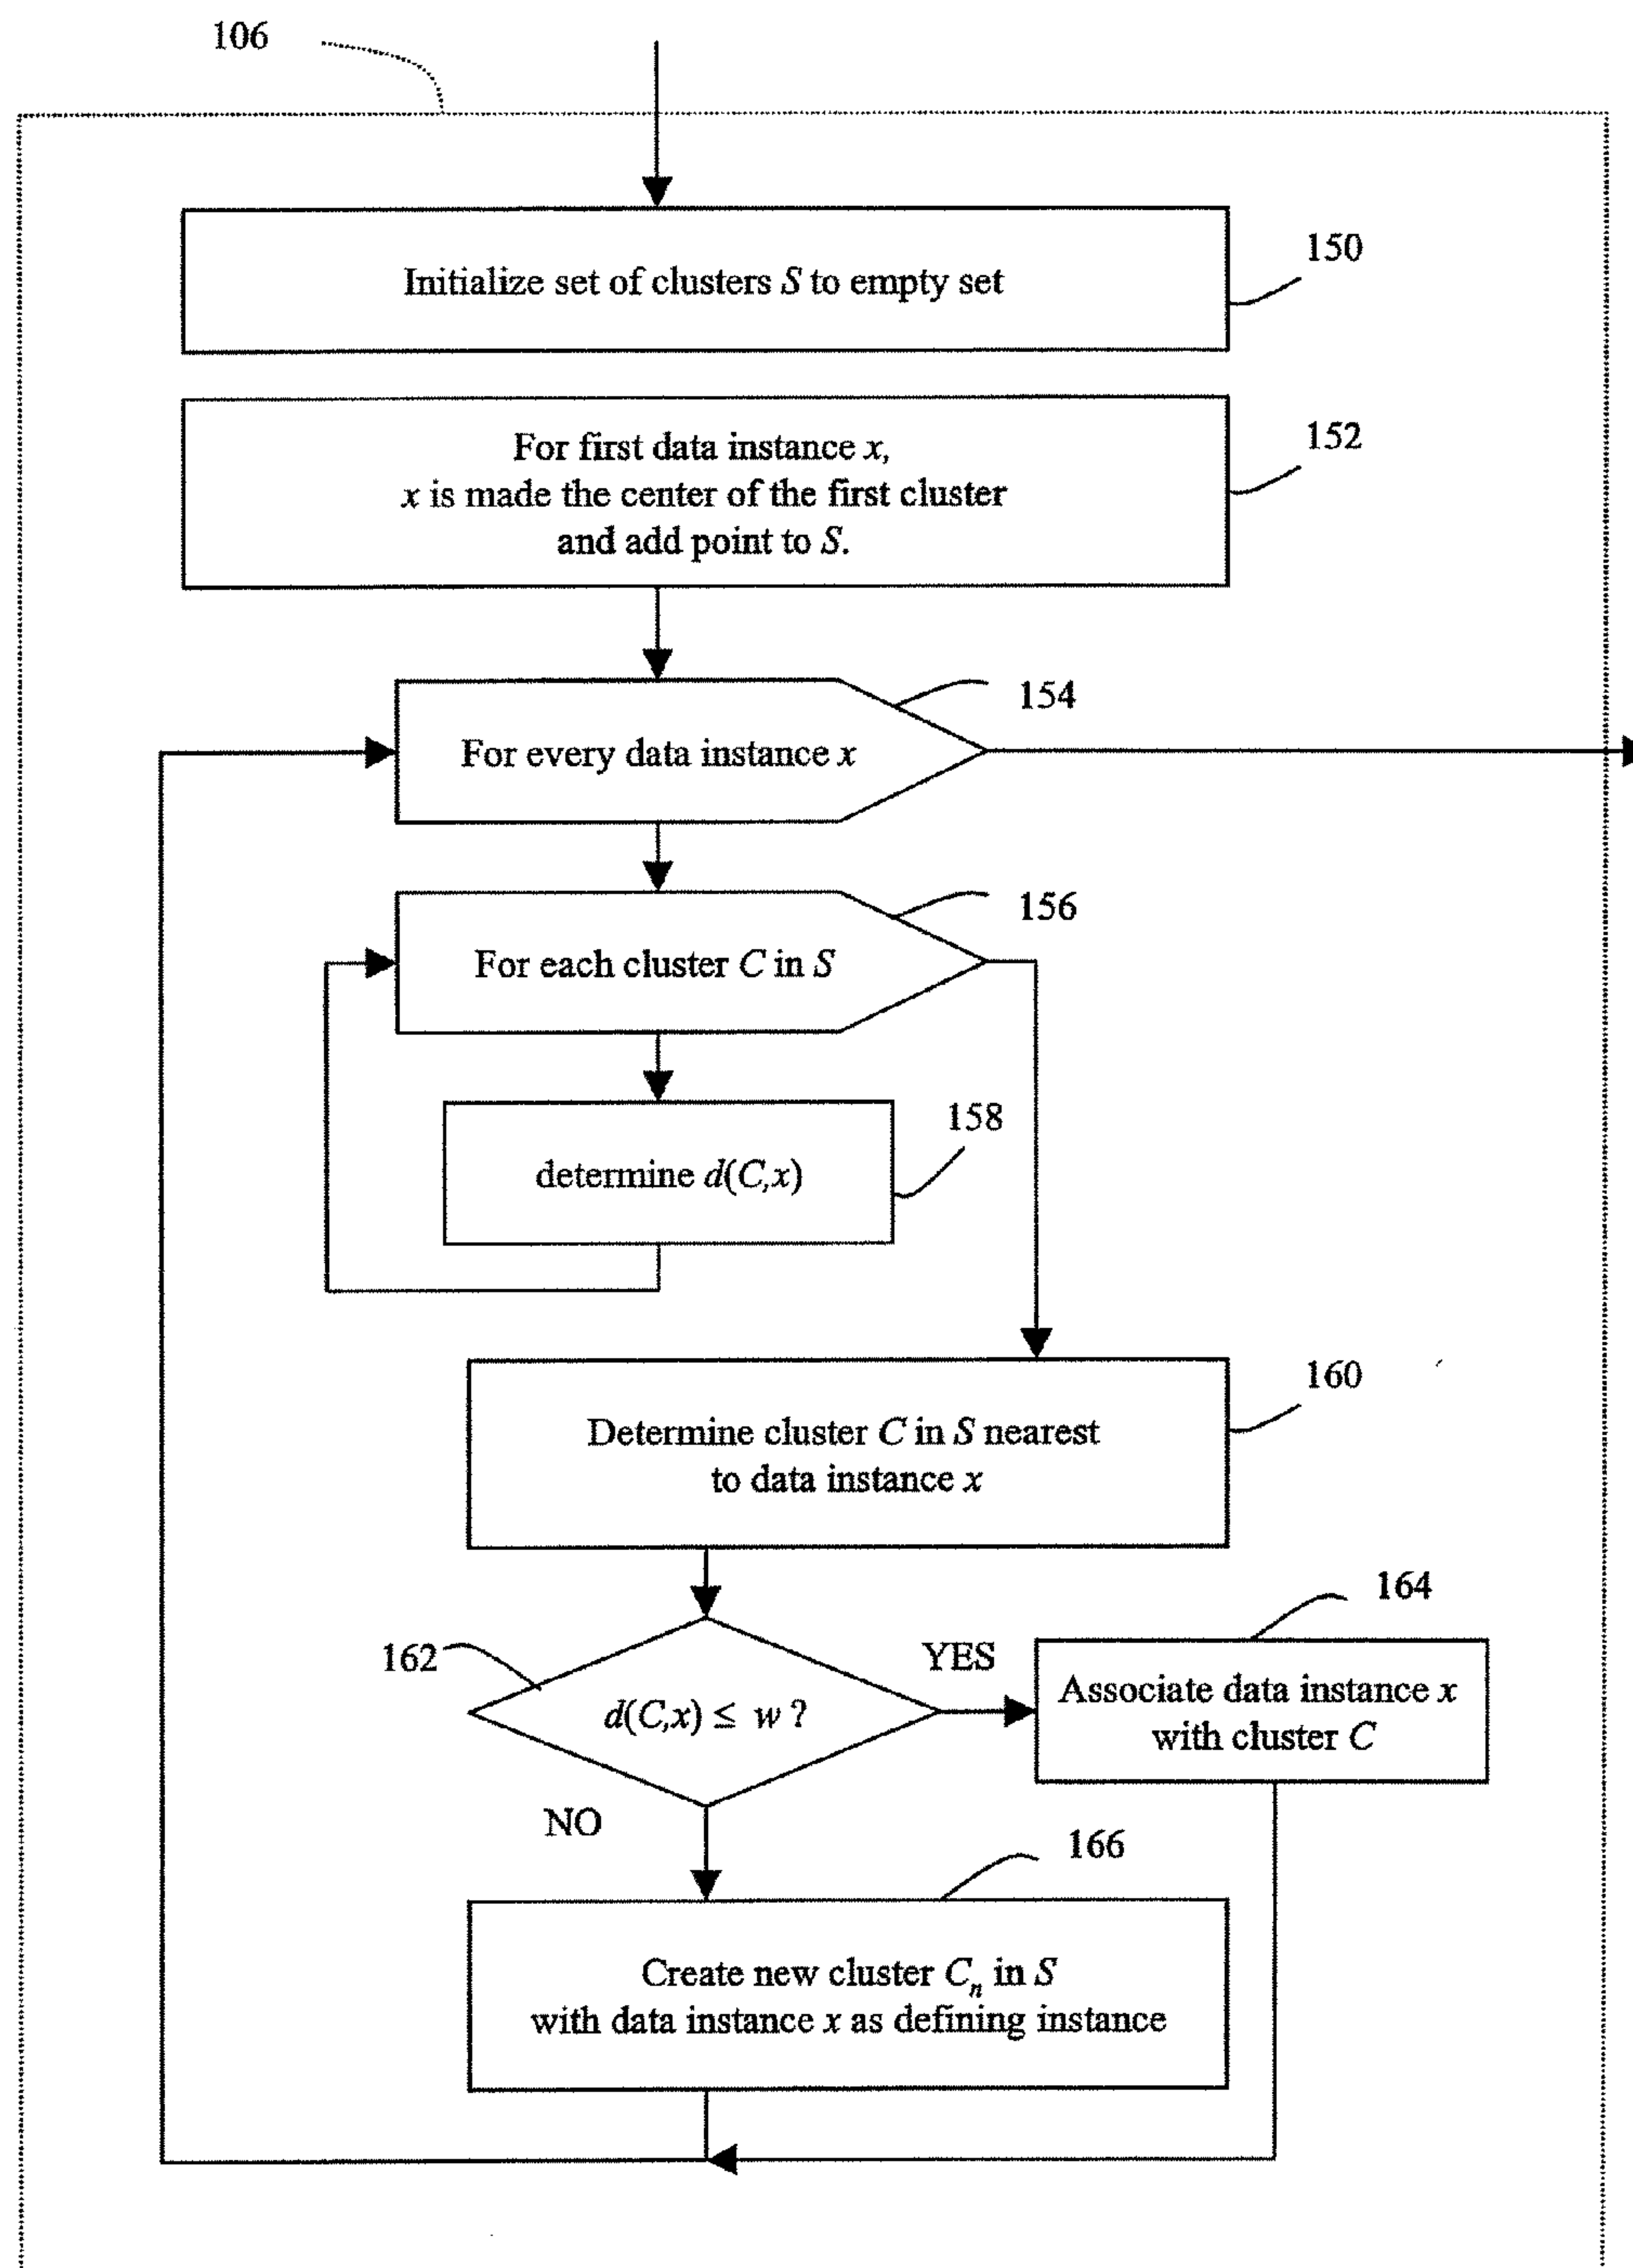 106
Initialize set of clusters S to empty set
150
For first data instance x,
x is made the center of the first cluster
and add point to S.
152
154
For every data instance x
156
For each cluster C in S
158
determine d(C,x)
160
Determine cluster C in S nearest
to data instance x
162
d(C,x) ≤ w ?
YES
164
Associate data instance x
with cluster C
NO
166
Create new cluster Cn in S
with data instance x as defining instance